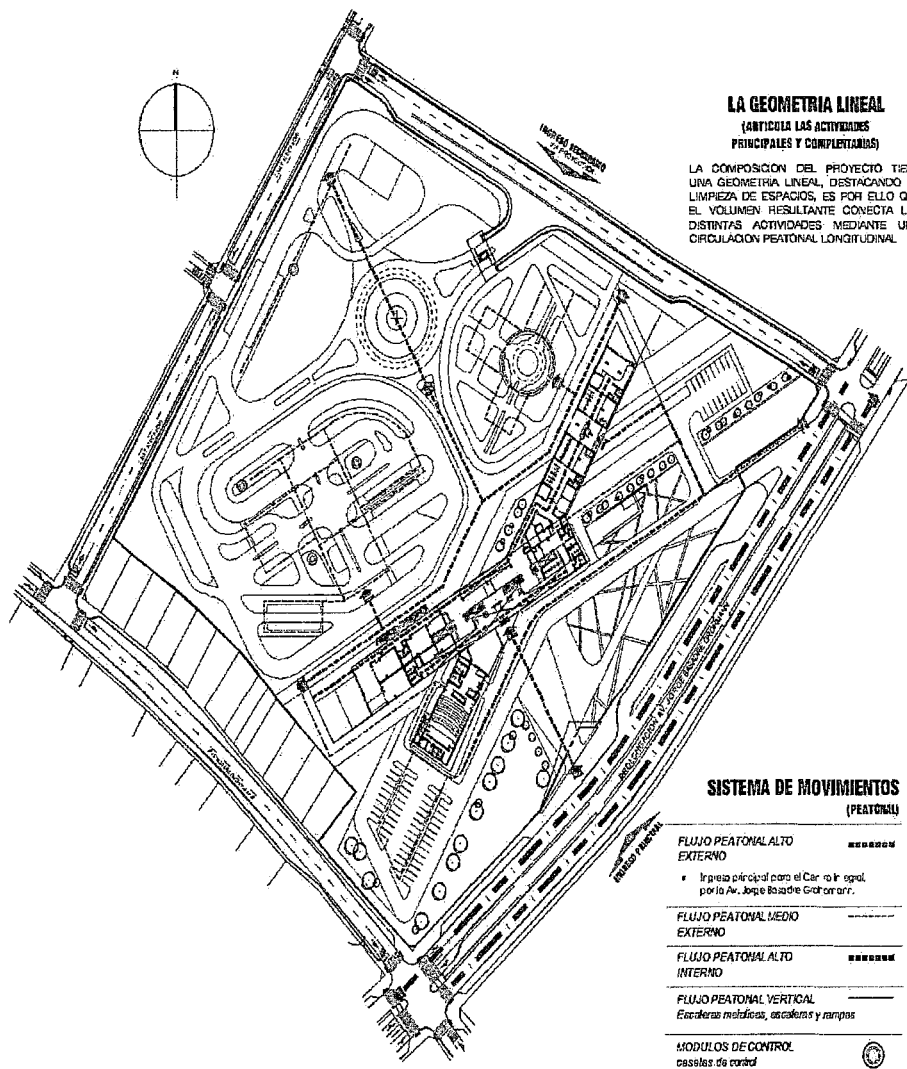 N
LA GEOMETRIA LINEAL
(ARTICULA LAS ACTIVIDADES
PRINCIPALES Y COMPLENTARIAS)
LA COMPOSICION DEL PROYECTO TIE
UNA GEOMETRIA LINEAL, DESTACANDO
LIMPIEZA DE ESPACIOS, ES POR ELLO Q
EL VOLUMEN RESULTANTE CONECTA L
DISTINTAS ACTIVIDADES MEDIANTE U
CIRCULACION PEATONAL LONGITUDINAL
INGRESO SECUNDARIO
INGRESO PRINCIPAL
SISTEMA DE MOVIMIENTOS
(PEATONAL)
FLUJO PEATONAL ALTO
EXTERNO
Ingreso principal para el
por la Av. Jorge Basadre
FLUJO PEATONAL MEDIO
EXTERNO
FLUJO PEATONAL ALTO
INTERNO
FLUJO PEATONAL VERTICAL
Escaleras metálicas, escaleras y rampas
MODULOS DE CONTROL
casetas de control